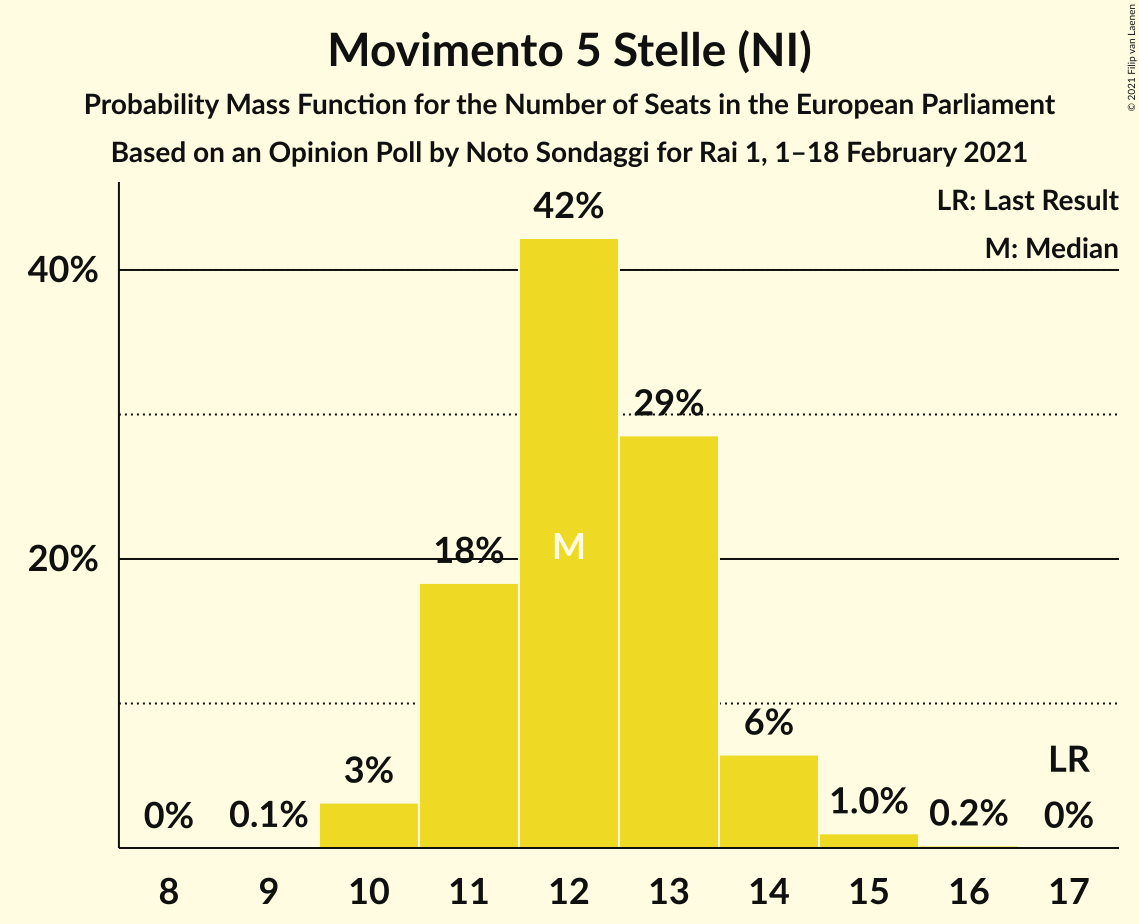 Movimento 5 Stelle (NI)
Probability Mass Function for the Number of Seats in the European Parliament
Based on an Opinion Poll by Noto Sondaggi for Rai 1, 1–18 February 2021
© 2021 Filip van Laenen
LR: Last Result
M: Median
40%
20%
0%
0.1%
3%
18%
42%
M
29%
6%
1.0%
0.2%
LR
0%
8 9 10 11 12 13 14 15 16 17